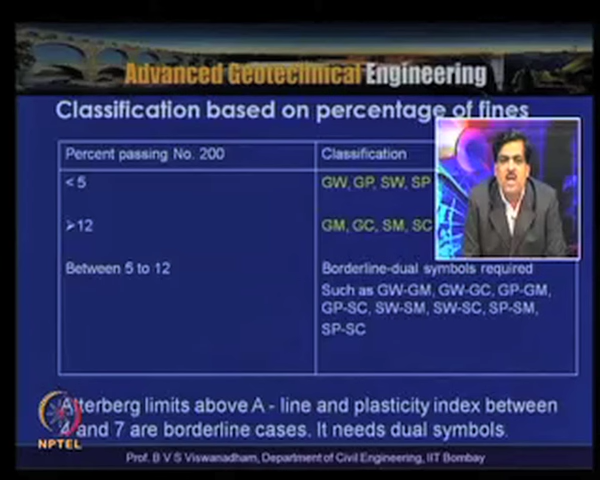 Advanced Geotechnical Engineering
Classification based on percentage of fines
Percent passing No. 200
Classification
< 5
GW, GP, SW, SP
➢12
GM, GC, SM, SC
Between 5 to 12
Borderline-dual symbols required
Such as GW-GM, GW-GC, GP-GM,
GP-SC, SW-SM, SW-SC, SP-SM,
SP-SC
Atterberg limits above A - line and plasticity index between
4 and 7 are borderline cases. It needs dual symbols.
NPTEL
Prof. B V S Viswanadham, Department of Civil Engineering, IIT Bombay